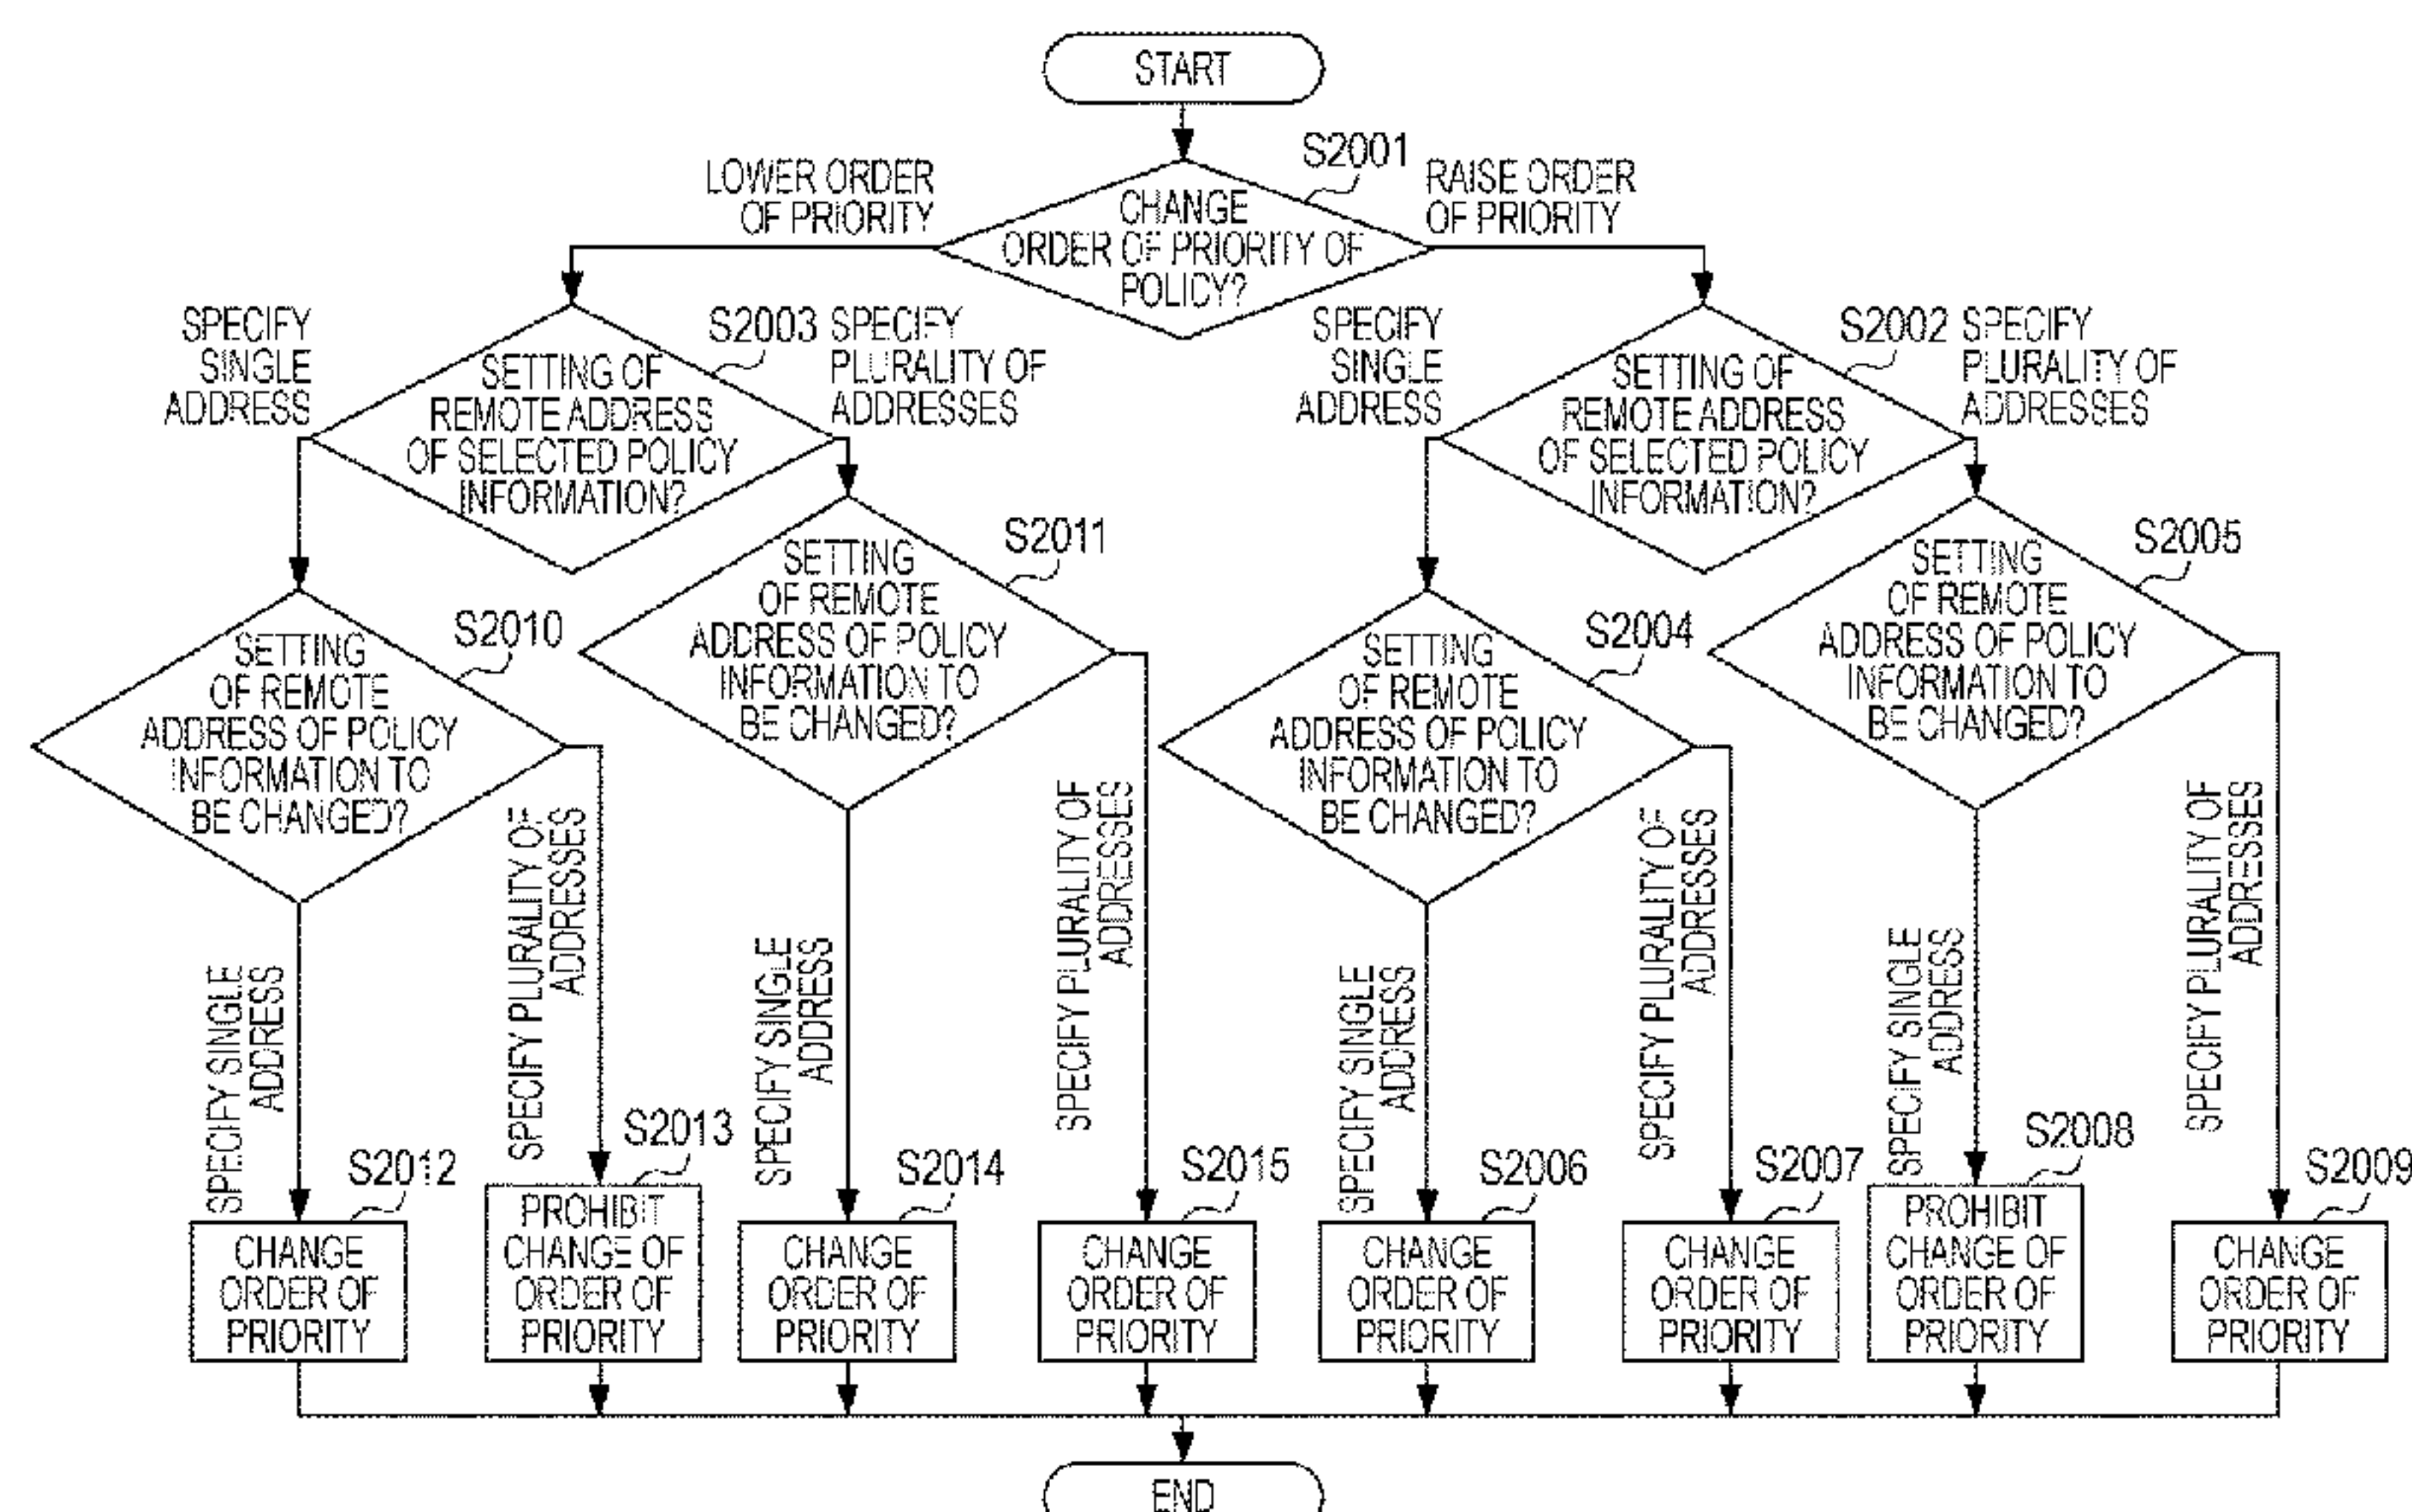 START
S2001
LOWER ORDER
OF PRIORITY
RAISE ORDER
OF PRIORITY
CHANGE
ORDER OF PRIORITY OF
POLICY?
SPECIFY
SINGLE
ADDRESS
S2003
SPECIFY
PLURALITY OF
ADDRESSES
SETTING OF
REMOTE ADDRESS
OF SELECTED POLICY
INFORMATION?
SPECIFY
SINGLE
ADDRESS
S2002
SPECIFY
PLURALITY OF
ADDRESSES
SETTING OF
REMOTE ADDRESS
OF SELECTED POLICY
INFORMATION?
S2010
SETTING
OF REMOTE
ADDRESS OF POLICY
INFORMATION TO
BE CHANGED?
S2011
SETTING
OF REMOTE
ADDRESS OF POLICY
INFORMATION TO
BE CHANGED?
S2004
SETTING
OF REMOTE
ADDRESS OF POLICY
INFORMATION TO
BE CHANGED?
S2005
SETTING
OF REMOTE
ADDRESS OF POLICY
INFORMATION TO
BE CHANGED?
SPECIFY SINGLE
ADDRESS
SPECIFY PLURALITY OF
ADDRESSES
SPECIFY SINGLE
ADDRESS
SPECIFY PLURALITY OF
ADDRESSES
SPECIFY SINGLE
ADDRESS
SPECIFY PLURALITY OF
ADDRESSES
SPECIFY SINGLE
ADDRESS
SPECIFY PLURALITY OF
ADDRESSES
S2012
CHANGE
ORDER OF
PRIORITY
S2013
PROHIBIT
CHANGE OF
ORDER OF
PRIORITY
S2014
CHANGE
ORDER OF
PRIORITY
S2015
CHANGE
ORDER OF
PRIORITY
S2006
CHANGE
ORDER OF
PRIORITY
S2007
CHANGE
ORDER OF
PRIORITY
S2008
PROHIBIT
CHANGE OF
ORDER OF
PRIORITY
S2009
CHANGE
ORDER OF
PRIORITY
END